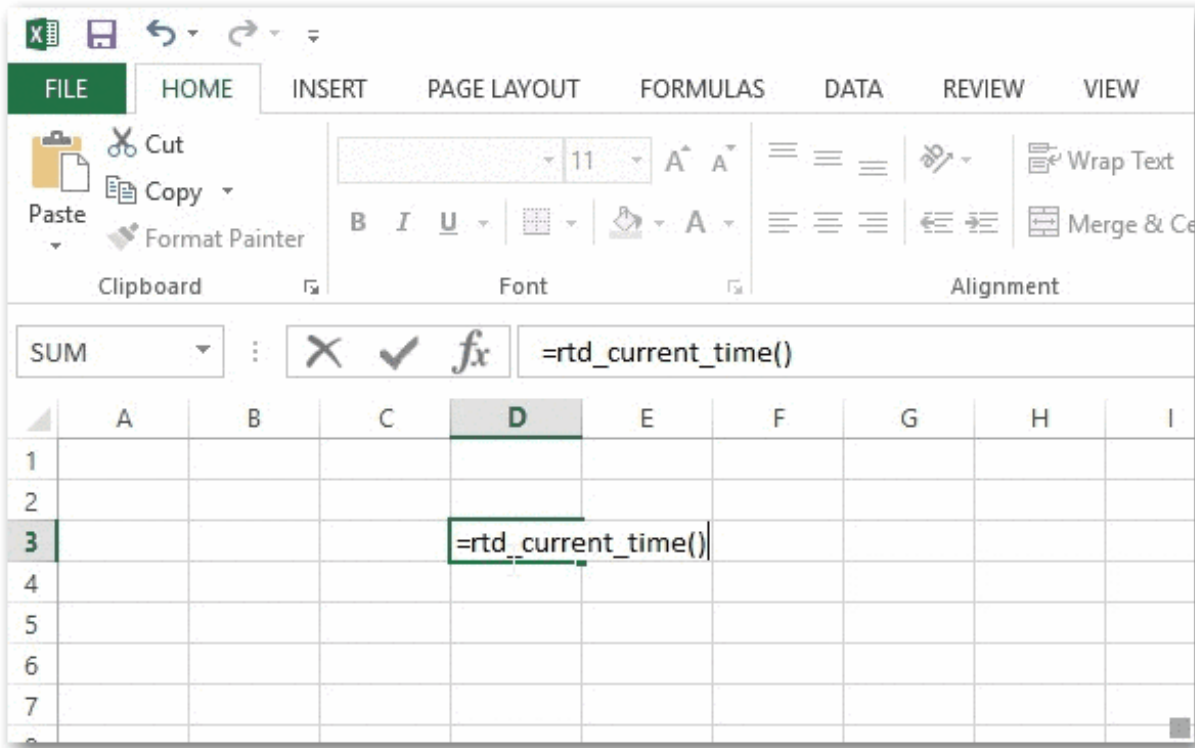 FILE HOME INSERT PAGE LAYOUT FORMULAS DATA REVIEW VIEW
Cut
Copy
Paste
Format Painter
11 A A
B I U A
Wrap Text
Merge & Ce
Clipboard Font Alignment
SUM fx =rtd_current_time()
A B C D E F G H I
1
2
3 =rtd_current_time()
4
5
6
7